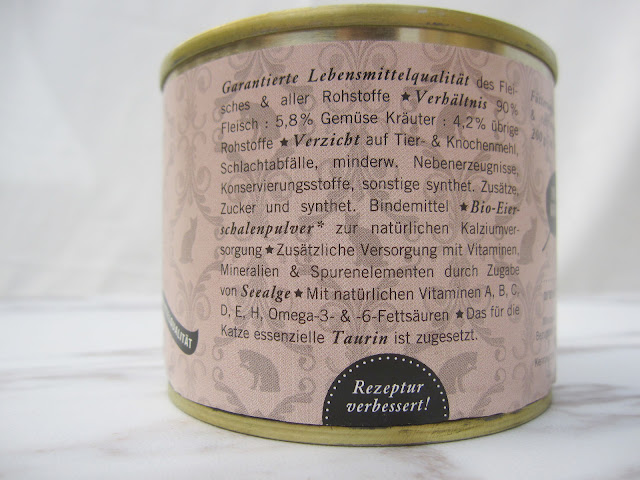 Garantierte Lebensmittelqualität des Flei-
sches & aller Rohstoffe ★ Verhältnis 90%
Fleisch : 5,8% Gemüse Kräuter : 4,2% übrige
Rohstoffe ★ Verzicht auf Tier- & Knochenmehl,
Schlachtabfälle, minderw. Nebenerzeugnisse,
Konservierungsstoffe, sonstige synthet. Zusätze,
Zucker und synthet. Bindemittel ★ Bio-Eier-
schalenpulver* zur natürlichen Kalziumver-
sorgung ★ Zusätzliche Versorgung mit Vitaminen,
Mineralien & Spurenelementen durch Zugabe
von Seealge ★ Mit natürlichen Vitaminen A, B, C,
D, E, H, Omega-3- & -6-Fettsäuren ★ Das für die
Katze essenzielle Taurin ist zugesetzt.
Rezeptur
verbessert!